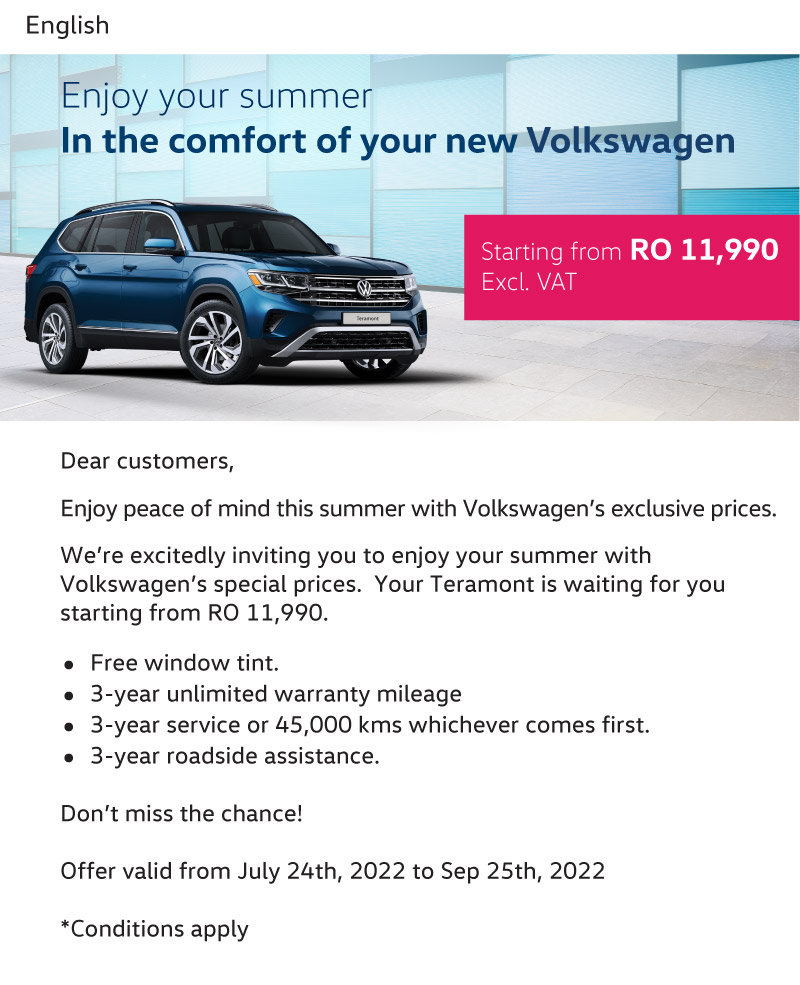 English
Enjoy your summer
In the comfort of your new Volkswagen
Starting from RO 11,990
Excl. VAT
Teramont
Dear customers,
Enjoy peace of mind this summer with Volkswagen's exclusive prices.
We're excitedly inviting you to enjoy your summer with
Volkswagen's special prices.  Your Teramont is waiting for you
starting from RO 11,990.
• Free window tint.
• 3-year unlimited warranty mileage
• 3-year service or 45,000 kms whichever comes first.
• 3-year roadside assistance.
Don't miss the chance!
Offer valid from July 24th, 2022 to Sep 25th, 2022
*Conditions apply